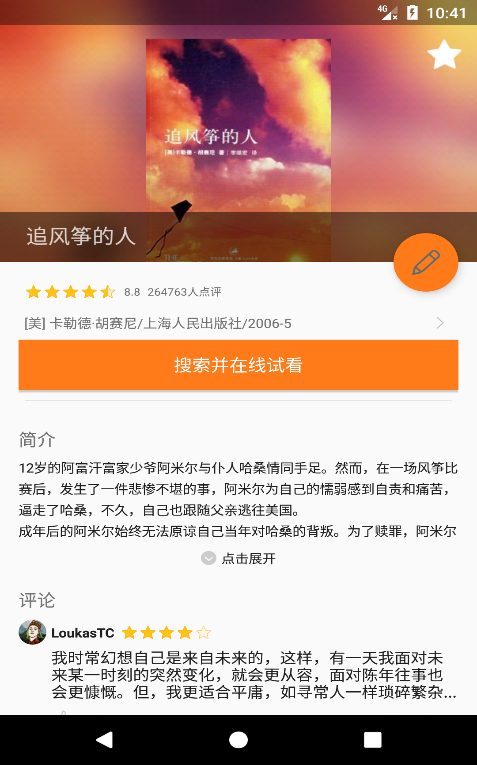 4G
10:41
追风筝的人
[美]卡勒德·胡赛尼 著 李继宏 译
追风筝的人
8.8 264763人点评
[美] 卡勒德·胡赛尼/上海人民出版社/2006-5
搜索并在线试看
简介
12岁的阿富汗富家少爷阿米尔与仆人哈桑情同手足。然而，在一场风筝比
赛后，发生了一件悲惨不堪的事，阿米尔为自己的懦弱感到自责和痛苦，
逼走了哈桑，不久，自己也跟随父亲逃往美国。
成年后的阿米尔始终无法原谅自己当年对哈桑的背叛。为了赎罪，阿米尔
点击展开
评论
LoukasTC
我时常幻想自己是来自未来的，这样，有一天我面对未
来某一时刻的突然变化，就会更从容，面对陈年往事也
会更慷慨。但，我更适合平庸，如寻常人一样琐碎繁杂...